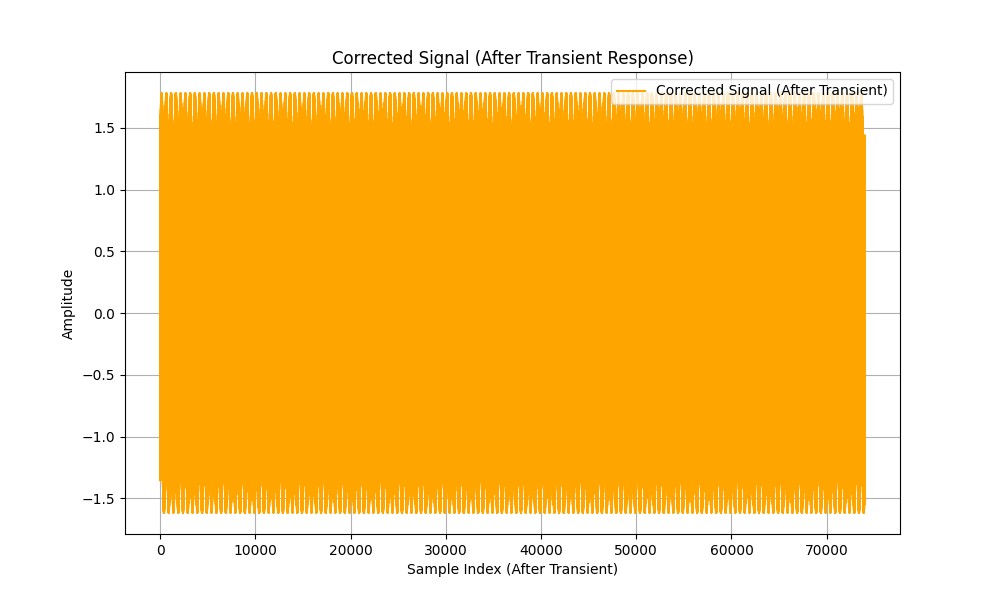 Corrected Signal (After Transient Response)
Corrected Signal (After Transient)
1.5
1.0
0.5
0.0
−0.5
−1.0
−1.5
Amplitude
0 10000 20000 30000 40000 50000 60000 70000
Sample Index (After Transient)